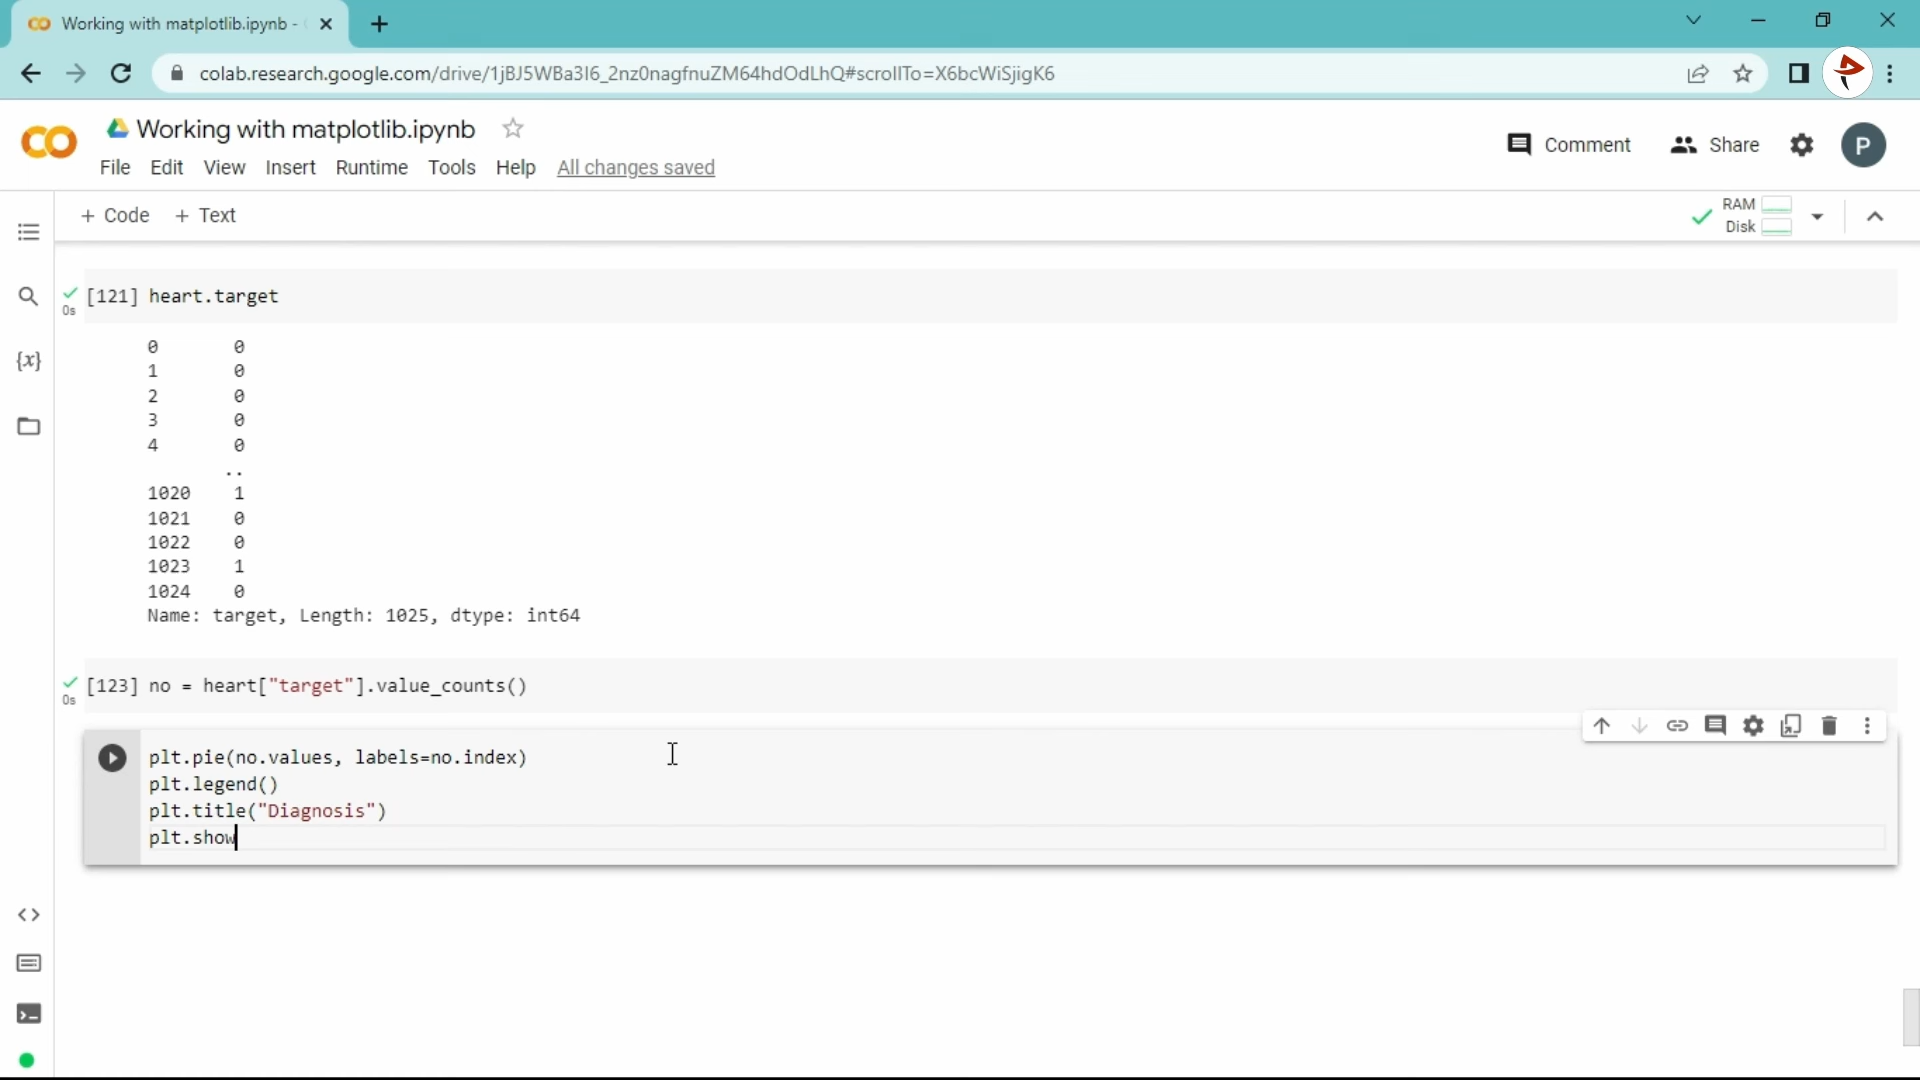 Working with matplotlib.ipynb -
colab.research.google.com/drive/1jBJ5WBa3I6_2nz0nagfnuZM64hdOdLhQ#scrollTo=X6bcWiSjigK6
Working with matplotlib.ipynb
Comment
Share
P
File Edit View Insert Runtime Tools Help All changes saved
+ Code + Text
RAM
Disk
[121] heart.target
0s
0 0
1 0
2 0
3 0
4 0
..
1020 1
1021 0
1022 0
1023 1
1024 0
Name: target, Length: 1025, dtype: int64
[123] no = heart["target"].value_counts()
0s
plt.pie(no.values, labels=no.index)
plt.legend()
plt.title("Diagnosis")
plt.show